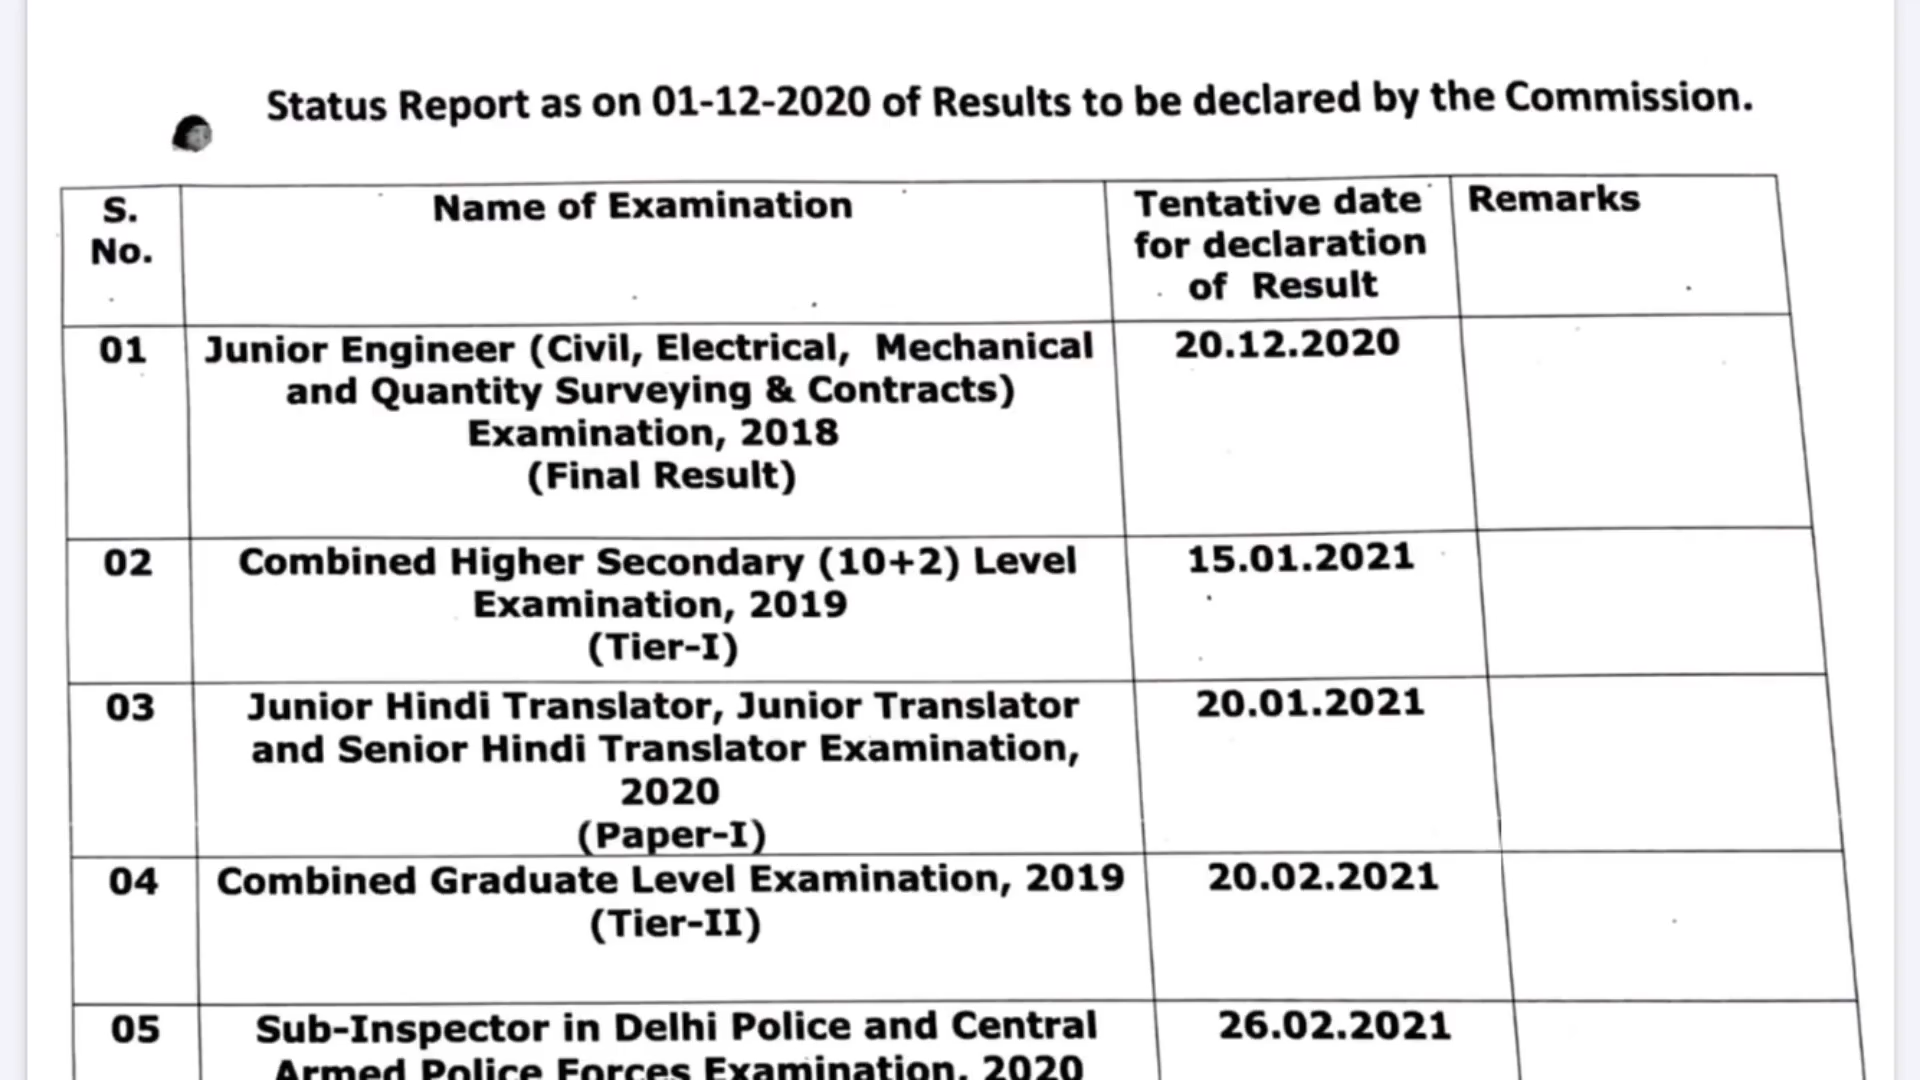 Status Report as on 01-12-2020 of Results to be declared by the Commission.
S. No.
Name of Examination
Tentative date for declaration of Result
Remarks
01
Junior Engineer (Civil, Electrical, Mechanical
and Quantity Surveying & Contracts)
Examination, 2018
(Final Result)
20.12.2020
02
Combined Higher Secondary (10+2) Level
Examination, 2019
(Tier-I)
15.01.2021
03
Junior Hindi Translator, Junior Translator
and Senior Hindi Translator Examination,
2020
(Paper-I)
20.01.2021
04
Combined Graduate Level Examination, 2019
(Tier-II)
20.02.2021
05
Sub-Inspector in Delhi Police and Central
Armed Police Forces Examination, 2020
26.02.2021